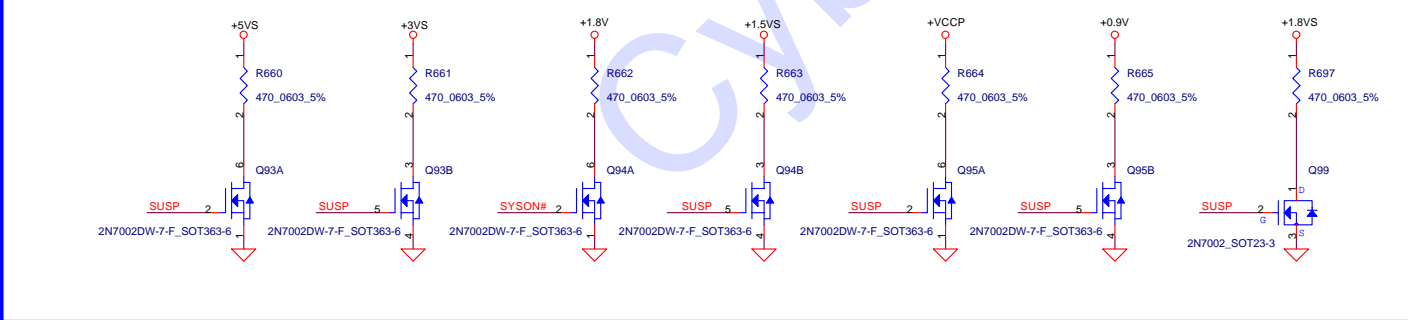 +5VS +3VS +1.8V +1.5VS +VCCP +0.9V +1.8VS
1 1 1 1 1 1 1
R660 R661 R662 R663 R664 R665 R697
470_0603_5% 470_0603_5% 470_0603_5% 470_0603_5% 470_0603_5% 470_0603_5% 470_0603_5%
2 2 2 2 2 2 2
6 3 6 3 6 3
Q93A Q93B Q94A Q94B Q95A Q95B Q99
1 D
SUSP 2 SUSP 5 SYSON# 2 SUSP 5 SUSP 2 SUSP 5 SUSP 2
G
2N7002DW-7-F_SOT363-6 2N7002DW-7-F_SOT363-6 2N7002DW-7-F_SOT363-6 2N7002DW-7-F_SOT363-6 2N7002DW-7-F_SOT363-6 2N7002DW-7-F_SOT363-6
1 4 1 4 1 4 3 S
2N7002_SOT23-3
Cy